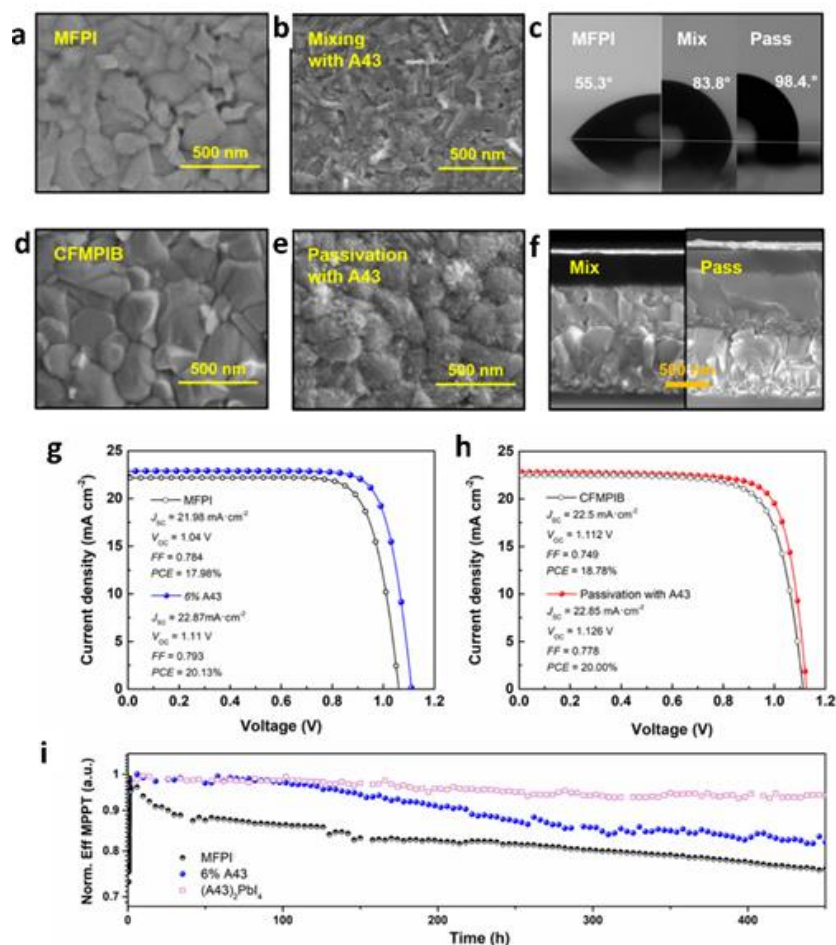 a
MFPI
500 nm
b
Mixing
with A43
500 nm
c
MFPI
Mix
Pass
55.3°
83.8.°
98.4.°
d
CFMPIB
500 nm
e
Passivation
with A43
500 nm
f
Mix
Pass
500 nm
g
Current density (mA cm-2)
25
20
15
10
5
0
MFPI
JSC = 21.98 mA·cm-2
VOC = 1.04 V
FF = 0.784
PCE = 17.98%
6% A43
JSC = 22.87mA·cm-2
VOC = 1.11 V
FF = 0.793
PCE = 20.13%
0.0 0.2 0.4 0.6 0.8 1.0 1.2
Voltage (V)
h
Current density (mA cm-2)
25
20
15
10
5
0
CFMPIB
JSC = 22.5 mA·cm-2
VOC = 1.112 V
FF = 0.749
PCE = 18.78%
Passivation with A43
JSC = 22.85 mA·cm-2
VOC = 1.126 V
FF = 0.778
PCE = 20.00%
0.0 0.2 0.4 0.6 0.8 1.0 1.2
Voltage (V)
i
Norm. Eff MPPT (a.u.)
1
0.9
0.8
0.7
MFPI
6% A43
(A43)2PbI4
0 100 200 300 400
Time (h)